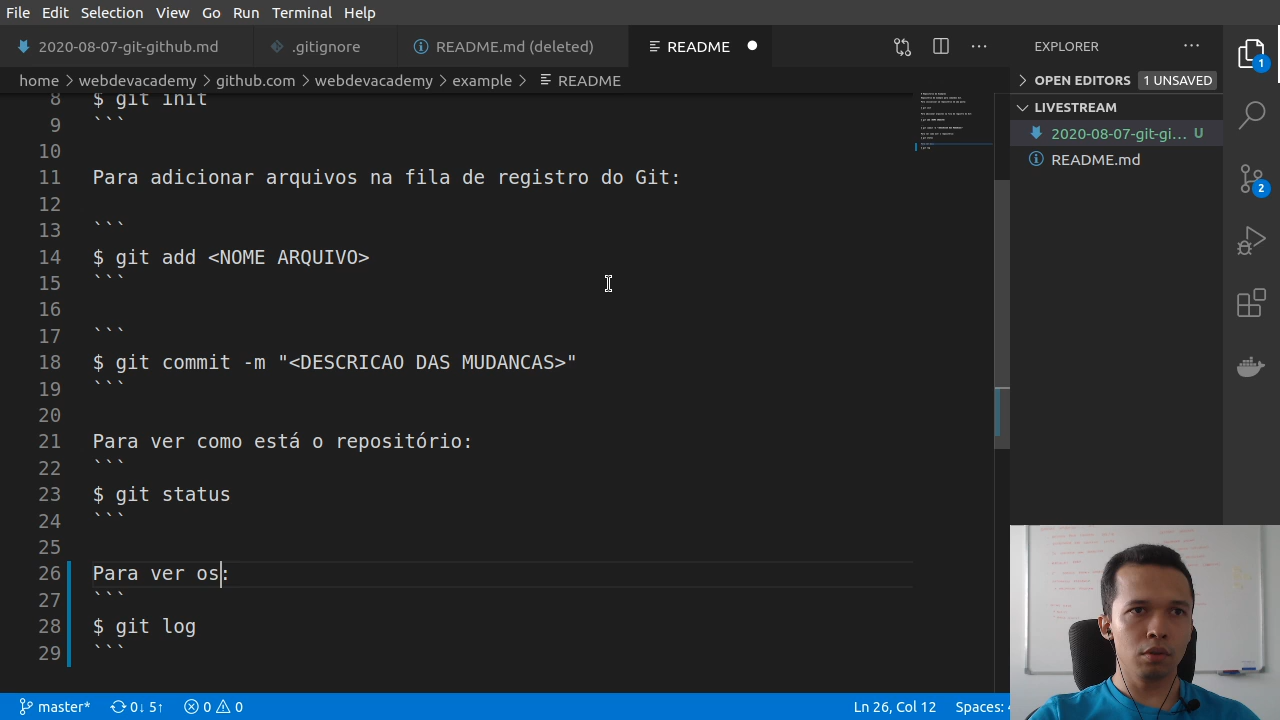 File Edit Selection View Go Run Terminal Help
2020-08-07-git-github.md .gitignore README.md (deleted) README
EXPLORER
home > webdevacademy > github.com > webdevacademy > example > README
OPEN EDITORS 1 UNSAVED
LIVESTREAM
2020-08-07-git-gi... U
README.md
1
2
8 $ git init
9 ```
10
11 Para adicionar arquivos na fila de registro do Git:
12
13 ```
14 $ git add <NOME ARQUIVO>
15 ```
16
17 ```
18 $ git commit -m "<DESCRICAO DAS MUDANCAS>"
19 ```
20
21 Para ver como está o repositório:
22 ```
23 $ git status
24 ```
25
26 Para ver os:
27 ```
28 $ git log
29 ```
master* 0↓ 5↑ 0 0 Ln 26, Col 12 Spaces: